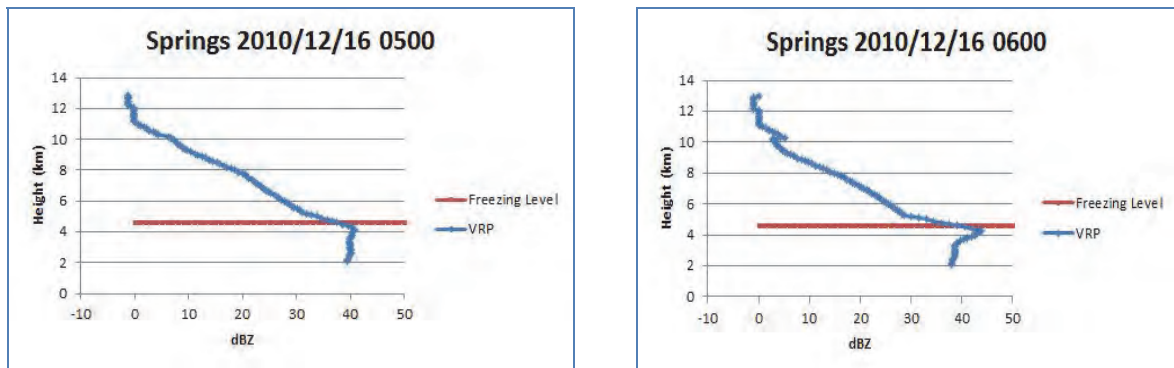 Springs 2010/12/16 0500
14
12
10
8
6
4
2
0
Height (km)
-10 0 10 20 30 40 50
dBZ
Freezing Level
VRP
Springs 2010/12/16 0600
14
12
10
8
6
4
2
0
Height (km)
-10 0 10 20 30 40 50
dBZ
Freezing Level
VRP